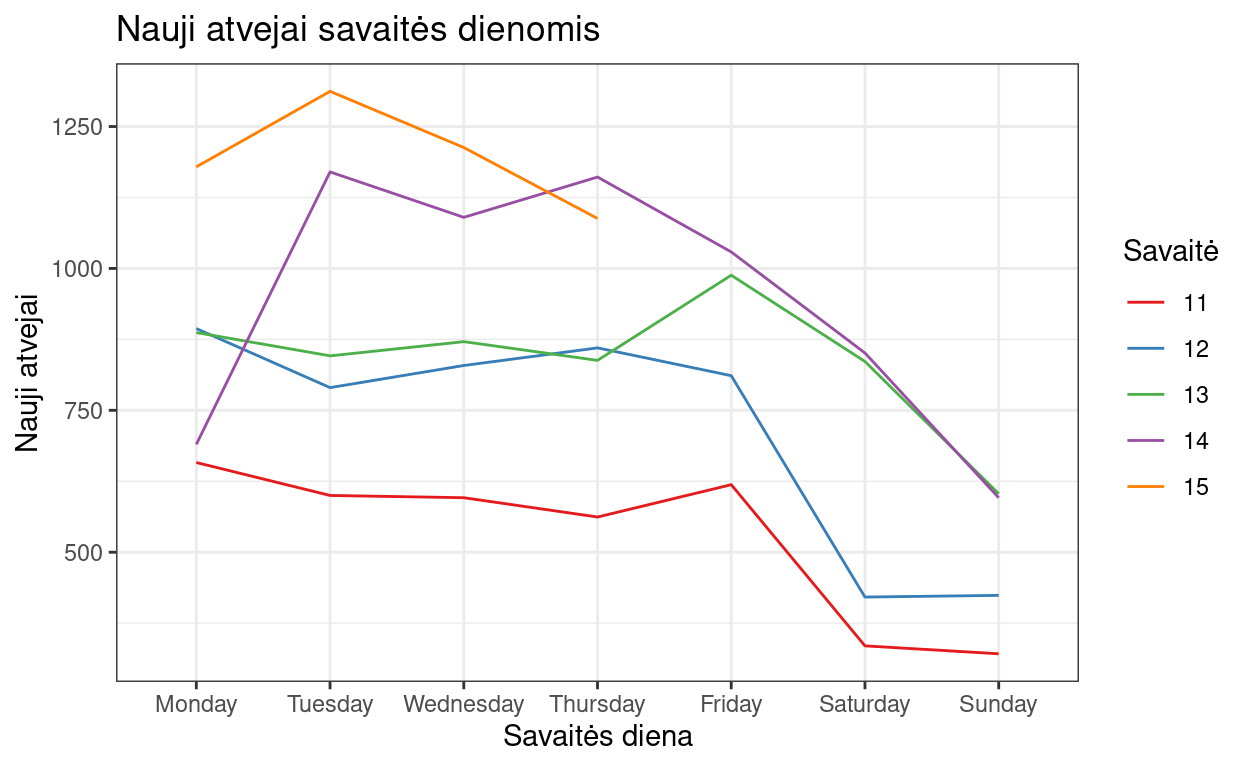 Nauji atvejai savaitės dienomis
Nauji atvejai
1250
1000
750
500
Monday Tuesday Wednesday Thursday Friday Saturday Sunday
Savaitės diena
Savaitė
11
12
13
14
15